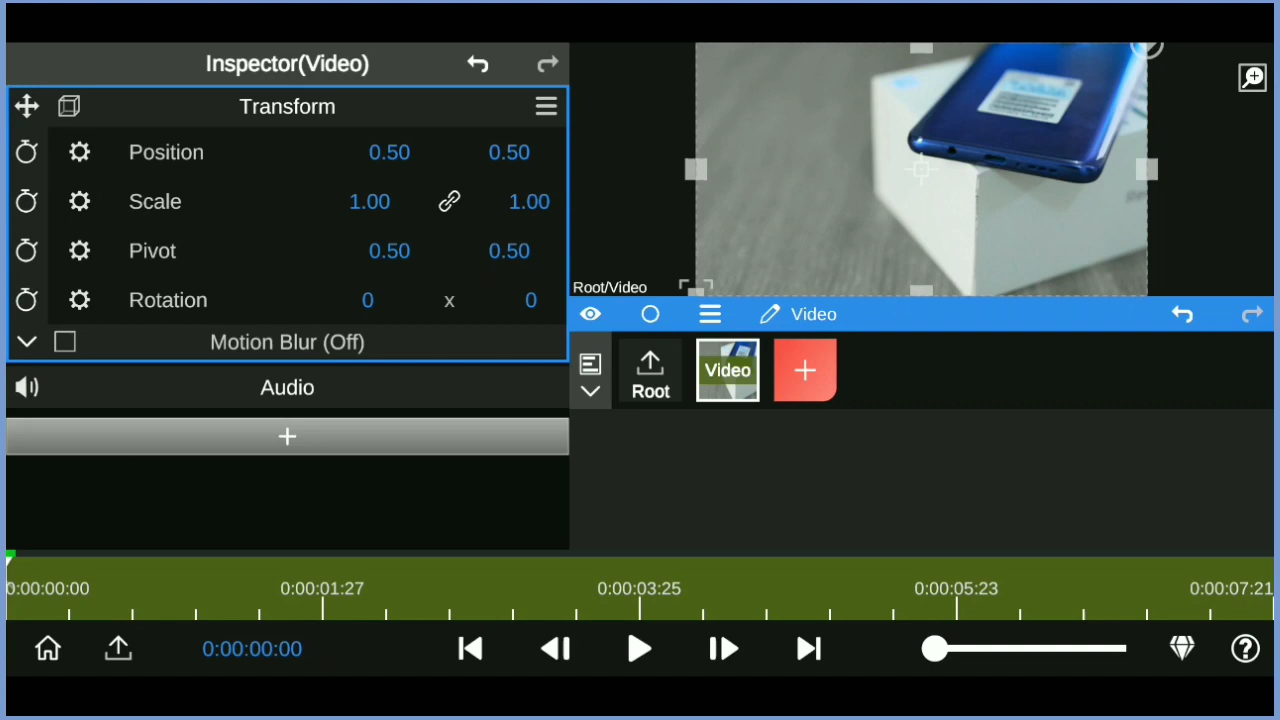 Inspector(Video)
Transform
Position 0.50 0.50
Scale 1.00 1.00
Pivot 0.50 0.50
Rotation 0 x 0
Motion Blur (Off)
Audio
Root/Video
Video
Root
Video
0:00:00:00 0:00:01:27 0:00:03:25 0:00:05:23 0:00:07:21
0:00:00:00